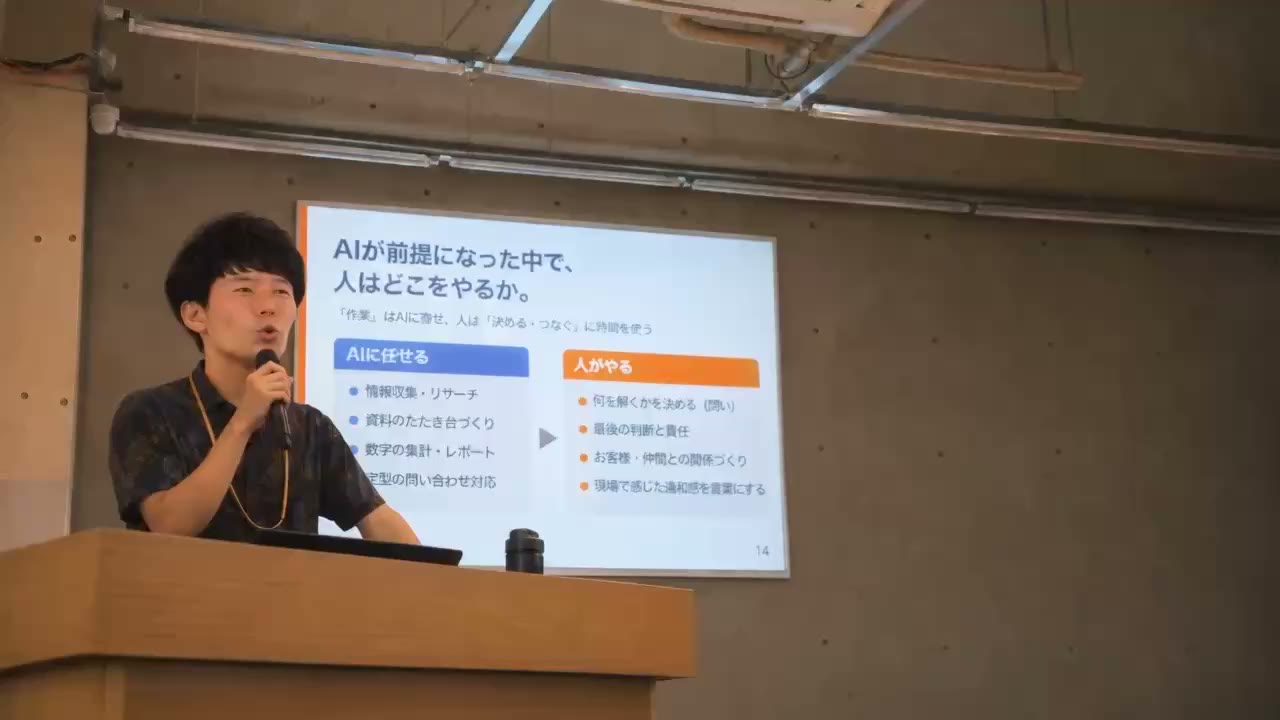 AIが前提になった中で、
人はどこをやるか。
「作業」はAIに寄せ、人は「決める・つなぐ」に時間を使う
AIに任せる
情報収集・リサーチ
資料のたたき台づくり
数字の集計・レポート
定型の問い合わせ対応
人がやる
何を解くかを決める（問い）
最後の判断と責任
お客様・仲間との関係づくり
現場で感じた違和感を言葉にする
14